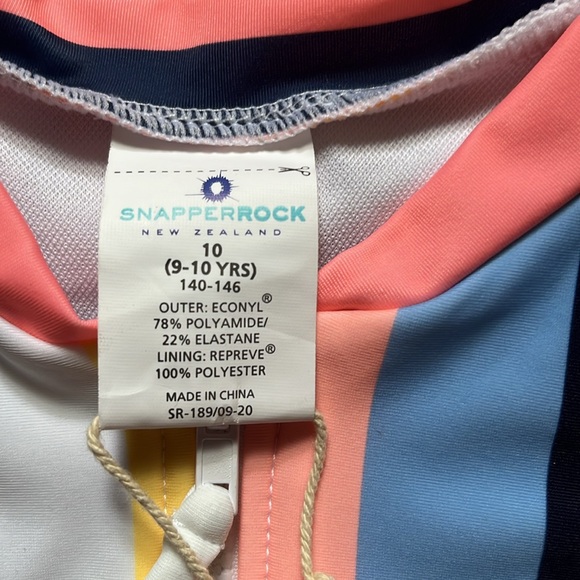 SNAPPERROCK
NEW ZEALAND
10
(9-10 YRS)
140-146
OUTER: ECONYL®
78% POLYAMIDE/
22% ELASTANE
LINING: REPREVE®
100% POLYESTER
MADE IN CHINA
SR-189/09-20